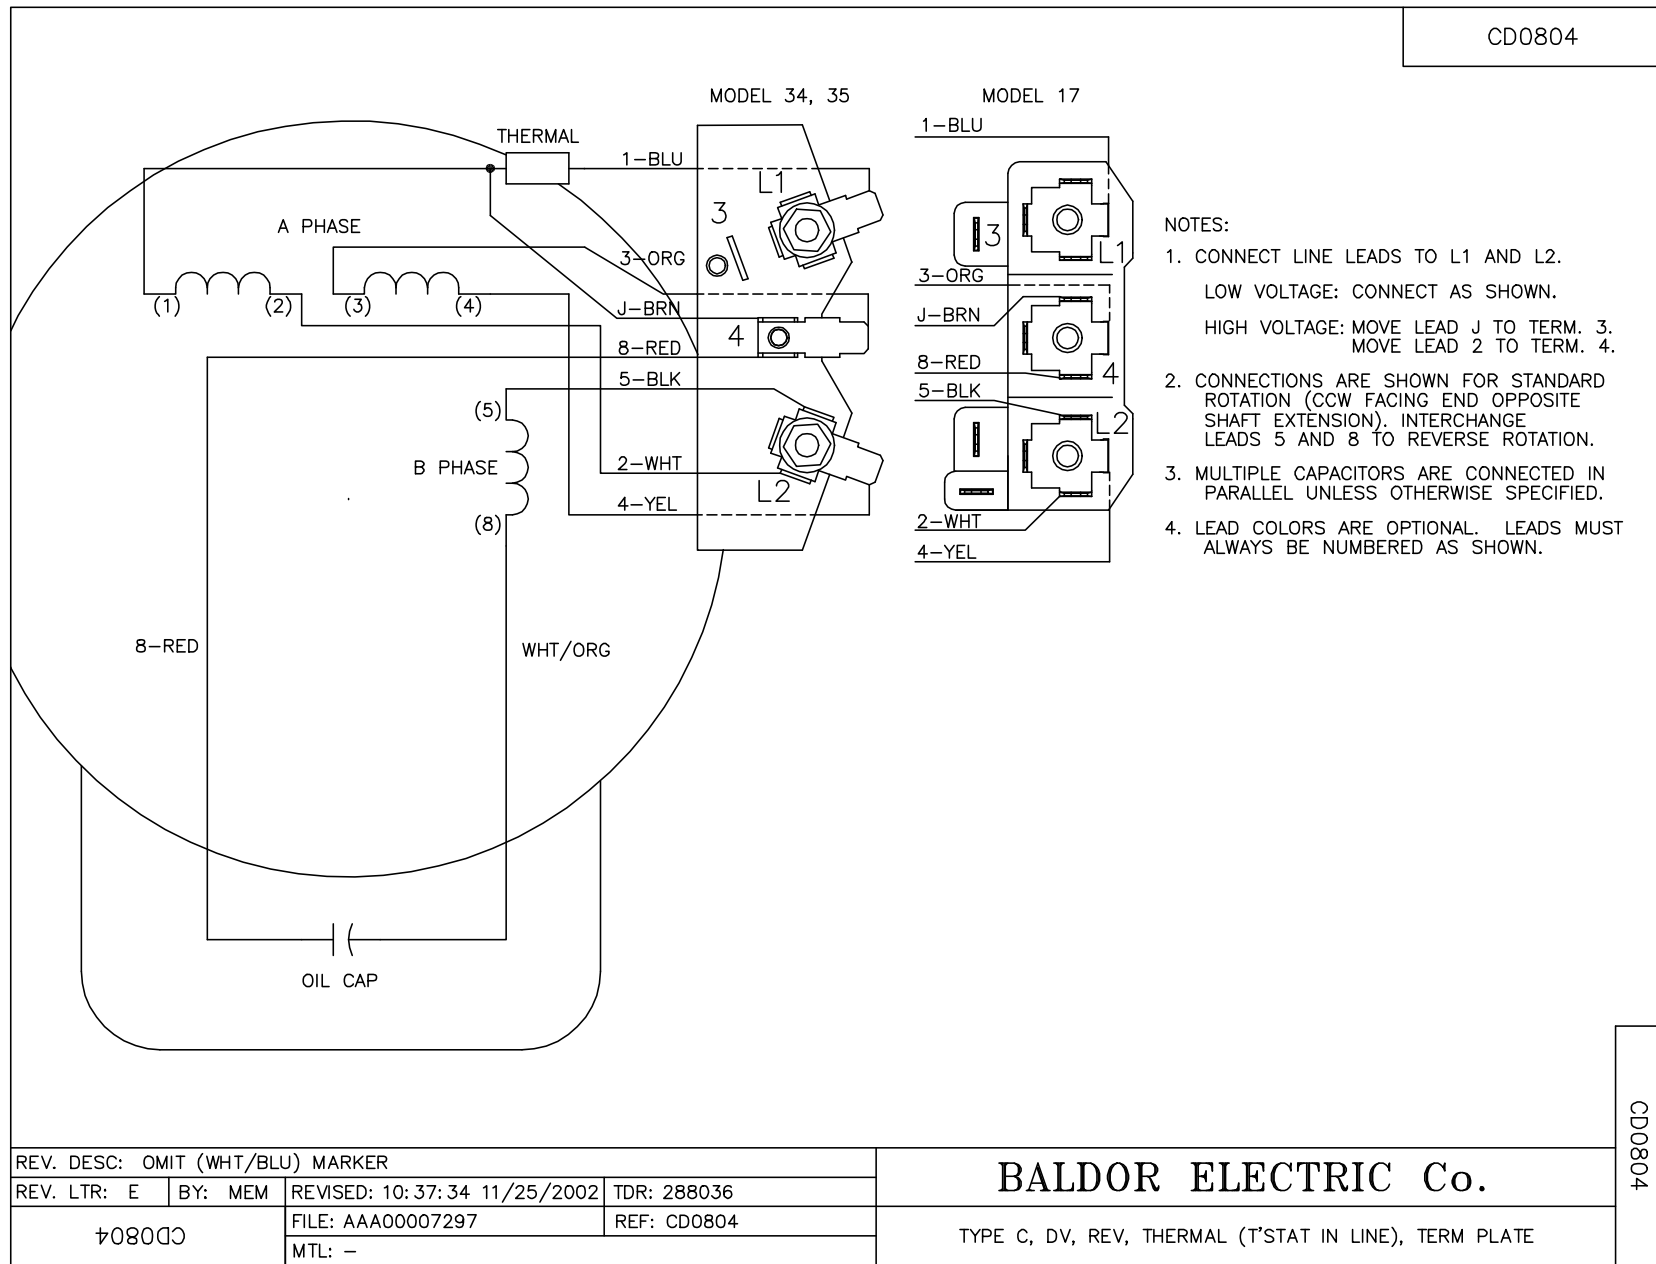 CD0804
MODEL 34, 35
MODEL 17
THERMAL
1-BLU
L1
3
A PHASE
3-ORG
(1)
(2)
(3)
(4)
J-BRN
4
8-RED
5-BLK
(5)
B PHASE
2-WHT
L2
4-YEL
(8)
8-RED
WHT/ORG
OIL CAP
1-BLU
3
L1
3-ORG
J-BRN
8-RED
4
5-BLK
L2
2-WHT
4-YEL
NOTES:
1. CONNECT LINE LEADS TO L1 AND L2.
LOW VOLTAGE: CONNECT AS SHOWN.
HIGH VOLTAGE: MOVE LEAD J TO TERM. 3.
MOVE LEAD 2 TO TERM. 4.
2. CONNECTIONS ARE SHOWN FOR STANDARD
ROTATION (CCW FACING END OPPOSITE
SHAFT EXTENSION). INTERCHANGE
LEADS 5 AND 8 TO REVERSE ROTATION.
3. MULTIPLE CAPACITORS ARE CONNECTED IN
PARALLEL UNLESS OTHERWISE SPECIFIED.
4. LEAD COLORS ARE OPTIONAL. LEADS MUST
ALWAYS BE NUMBERED AS SHOWN.
CD0804
REV. DESC: OMIT (WHT/BLU) MARKER
REV. LTR: E BY: MEM REVISED: 10:37:34 11/25/2002 TDR: 288036
CD0804
FILE: AAA00007297 REF: CD0804
MTL: -
BALDOR ELECTRIC Co.
TYPE C, DV, REV, THERMAL (T'STAT IN LINE), TERM PLATE